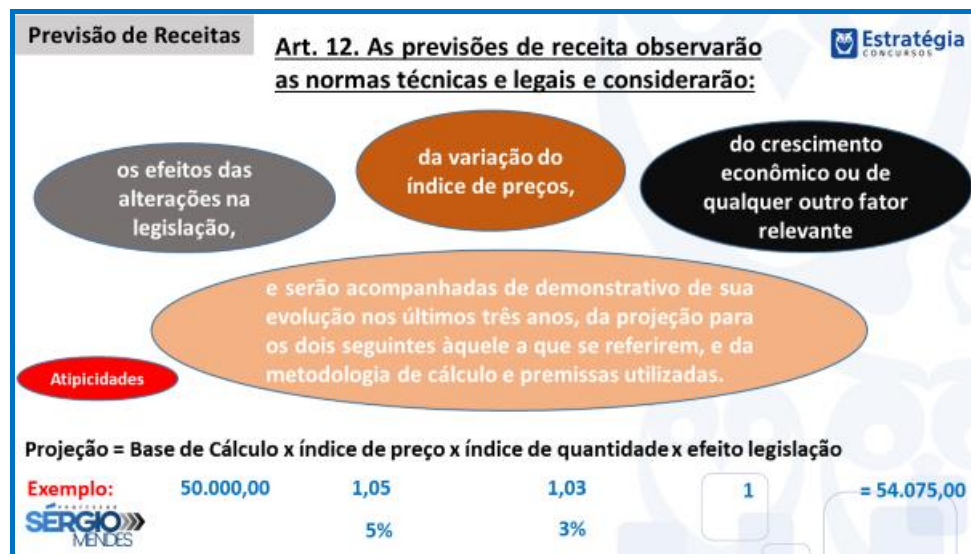 Previsão de Receitas
Art. 12. As previsões de receita observarão
as normas técnicas e legais e considerarão:
Estratégia
CONCURSOS
os efeitos das
alterações na
legislação,
da variação do
índice de preços,
do crescimento
econômico ou de
qualquer outro fator
relevante
e serão acompanhadas de demonstrativo de sua
evolução nos últimos três anos, da projeção para
os dois seguintes àquele a que se referirem, e da
metodologia de cálculo e premissas utilizadas.
Atipicidades
Projeção = Base de Cálculo x índice de preço x índice de quantidade x efeito legislação
Exemplo: 50.000,00 1,05 1,03 1 = 54.075,00
PROFESSOR
SÉRGIO
MENDES
5% 3%